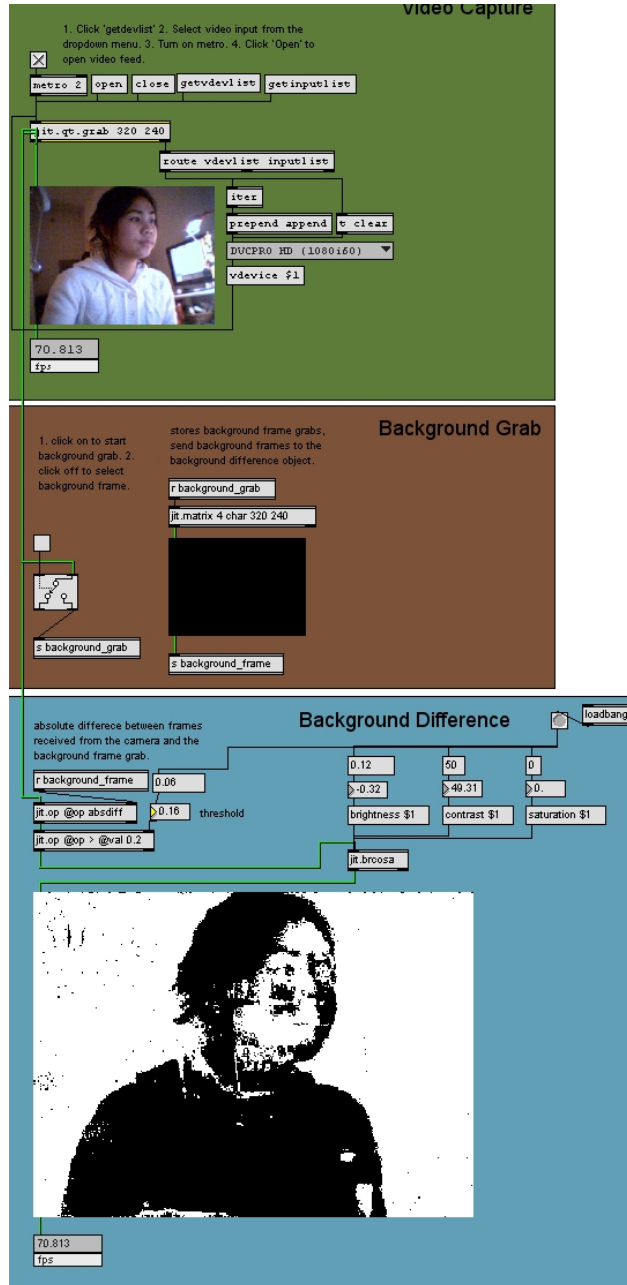 Video Capture
1. Click 'getdevlist' 2. Select video input from the
dropdown menu. 3. Turn on metro. 4. Click 'Open' to
open video feed.
metro 2
open
close
getvdevlist
getinputlist
jit.qt.grab 320 240
route vdevlist inputlist
iter
prepend append
t clear
DVCPRO HD (1080i60)
vdevice $1
70.813
fps
Background Grab
1. click on to start
background grab. 2.
click off to select
background frame.
stores background frame grabs,
send background frames to the
background difference object.
r background_grab
jit.matrix 4 char 320 240
s background_grab
s background_frame
Background Difference
loadbang
absolute differece between frames
received from the camera and the
background frame grab.
r background_frame
0.06
0.12
50
0
jit.op @op absdiff
0.16
threshold
-0.32
49.31
0.
brightness $1
contrast $1
saturation $1
jit.op @op > @val 0.2
jit.brcosa
70.813
fps